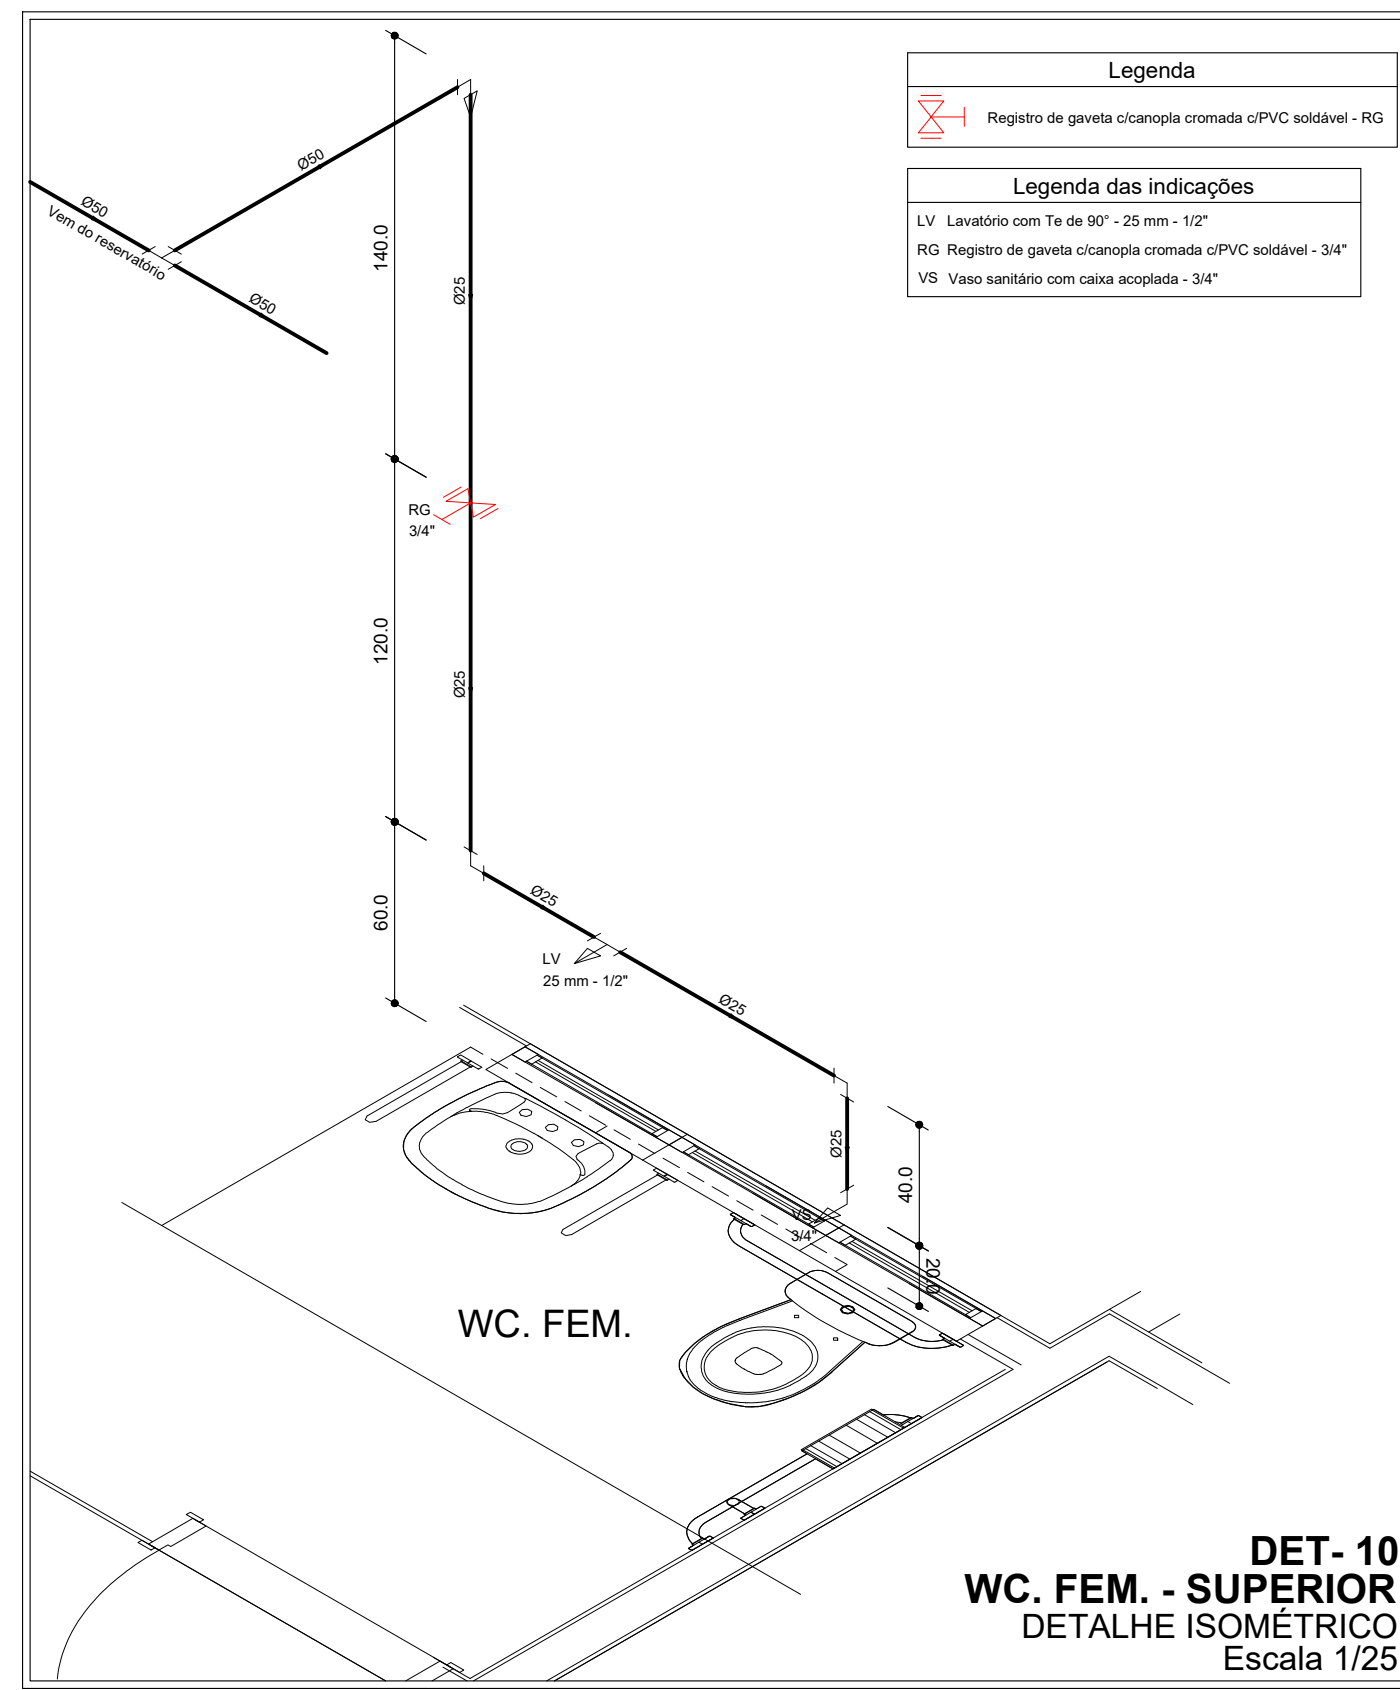 Legenda
Registro de gaveta c/canopla cromada c/PVC soldável - RG
Legenda das indicações
LV Lavatório com Te de 90° - 25 mm - 1/2"
RG Registro de gaveta c/canopla cromada c/PVC soldável - 3/4"
VS Vaso sanitário com caixa acoplada - 3/4"
Ø50
Ø50
Vem do reservatório
Ø50
140.0
Ø25
RG
3/4"
120.0
Ø25
60.0
Ø25
LV
25 mm - 1/2"
Ø25
Ø25
40.0
VS
3/4"
20.0
WC. FEM.
DET- 10
WC. FEM. - SUPERIOR
DETALHE ISOMÉTRICO
Escala 1/25